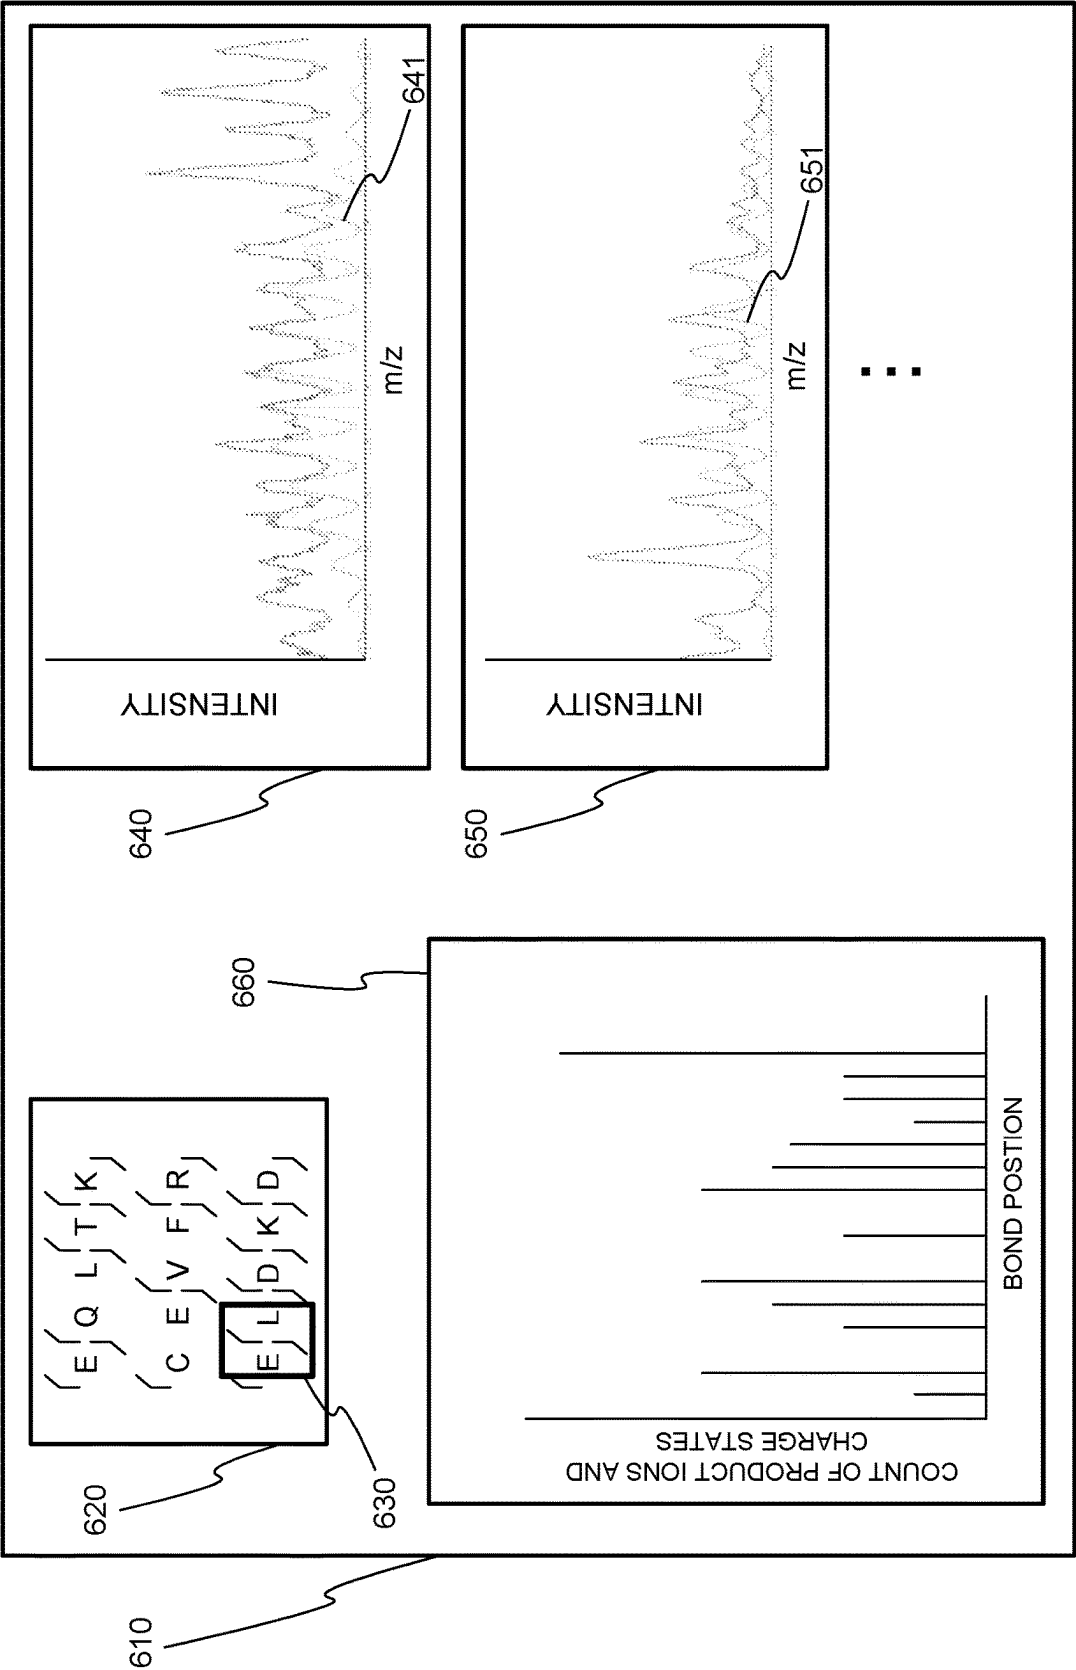 610
620
E Q L T K
C E V F R
E L D K D
630
640
INTENSITY
m/z
641
650
INTENSITY
m/z
651
660
COUNT OF PRODUCT IONS AND
CHARGE STATES
BOND POSTION